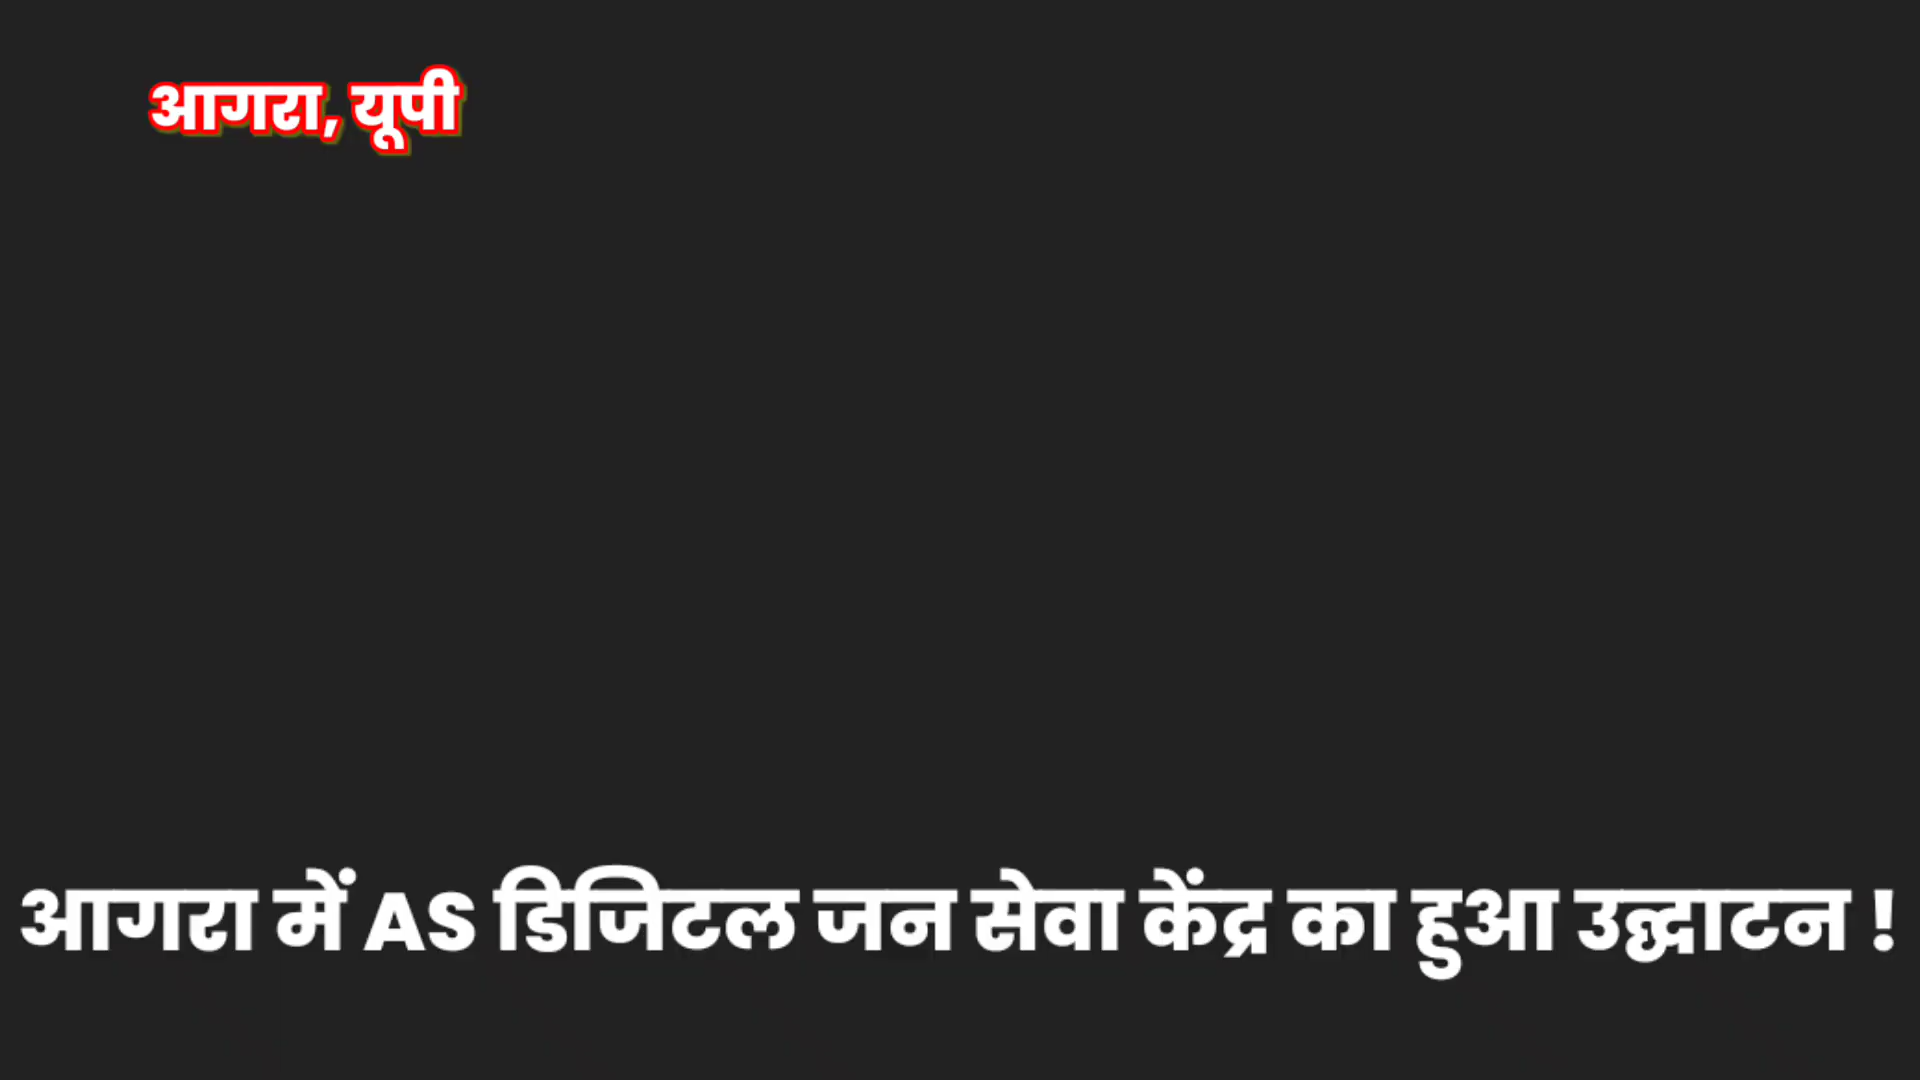 आगरा, यूपी
आगरा में AS डिजिटल जन सेवा केंद्र का हुआ उद्घाटन !